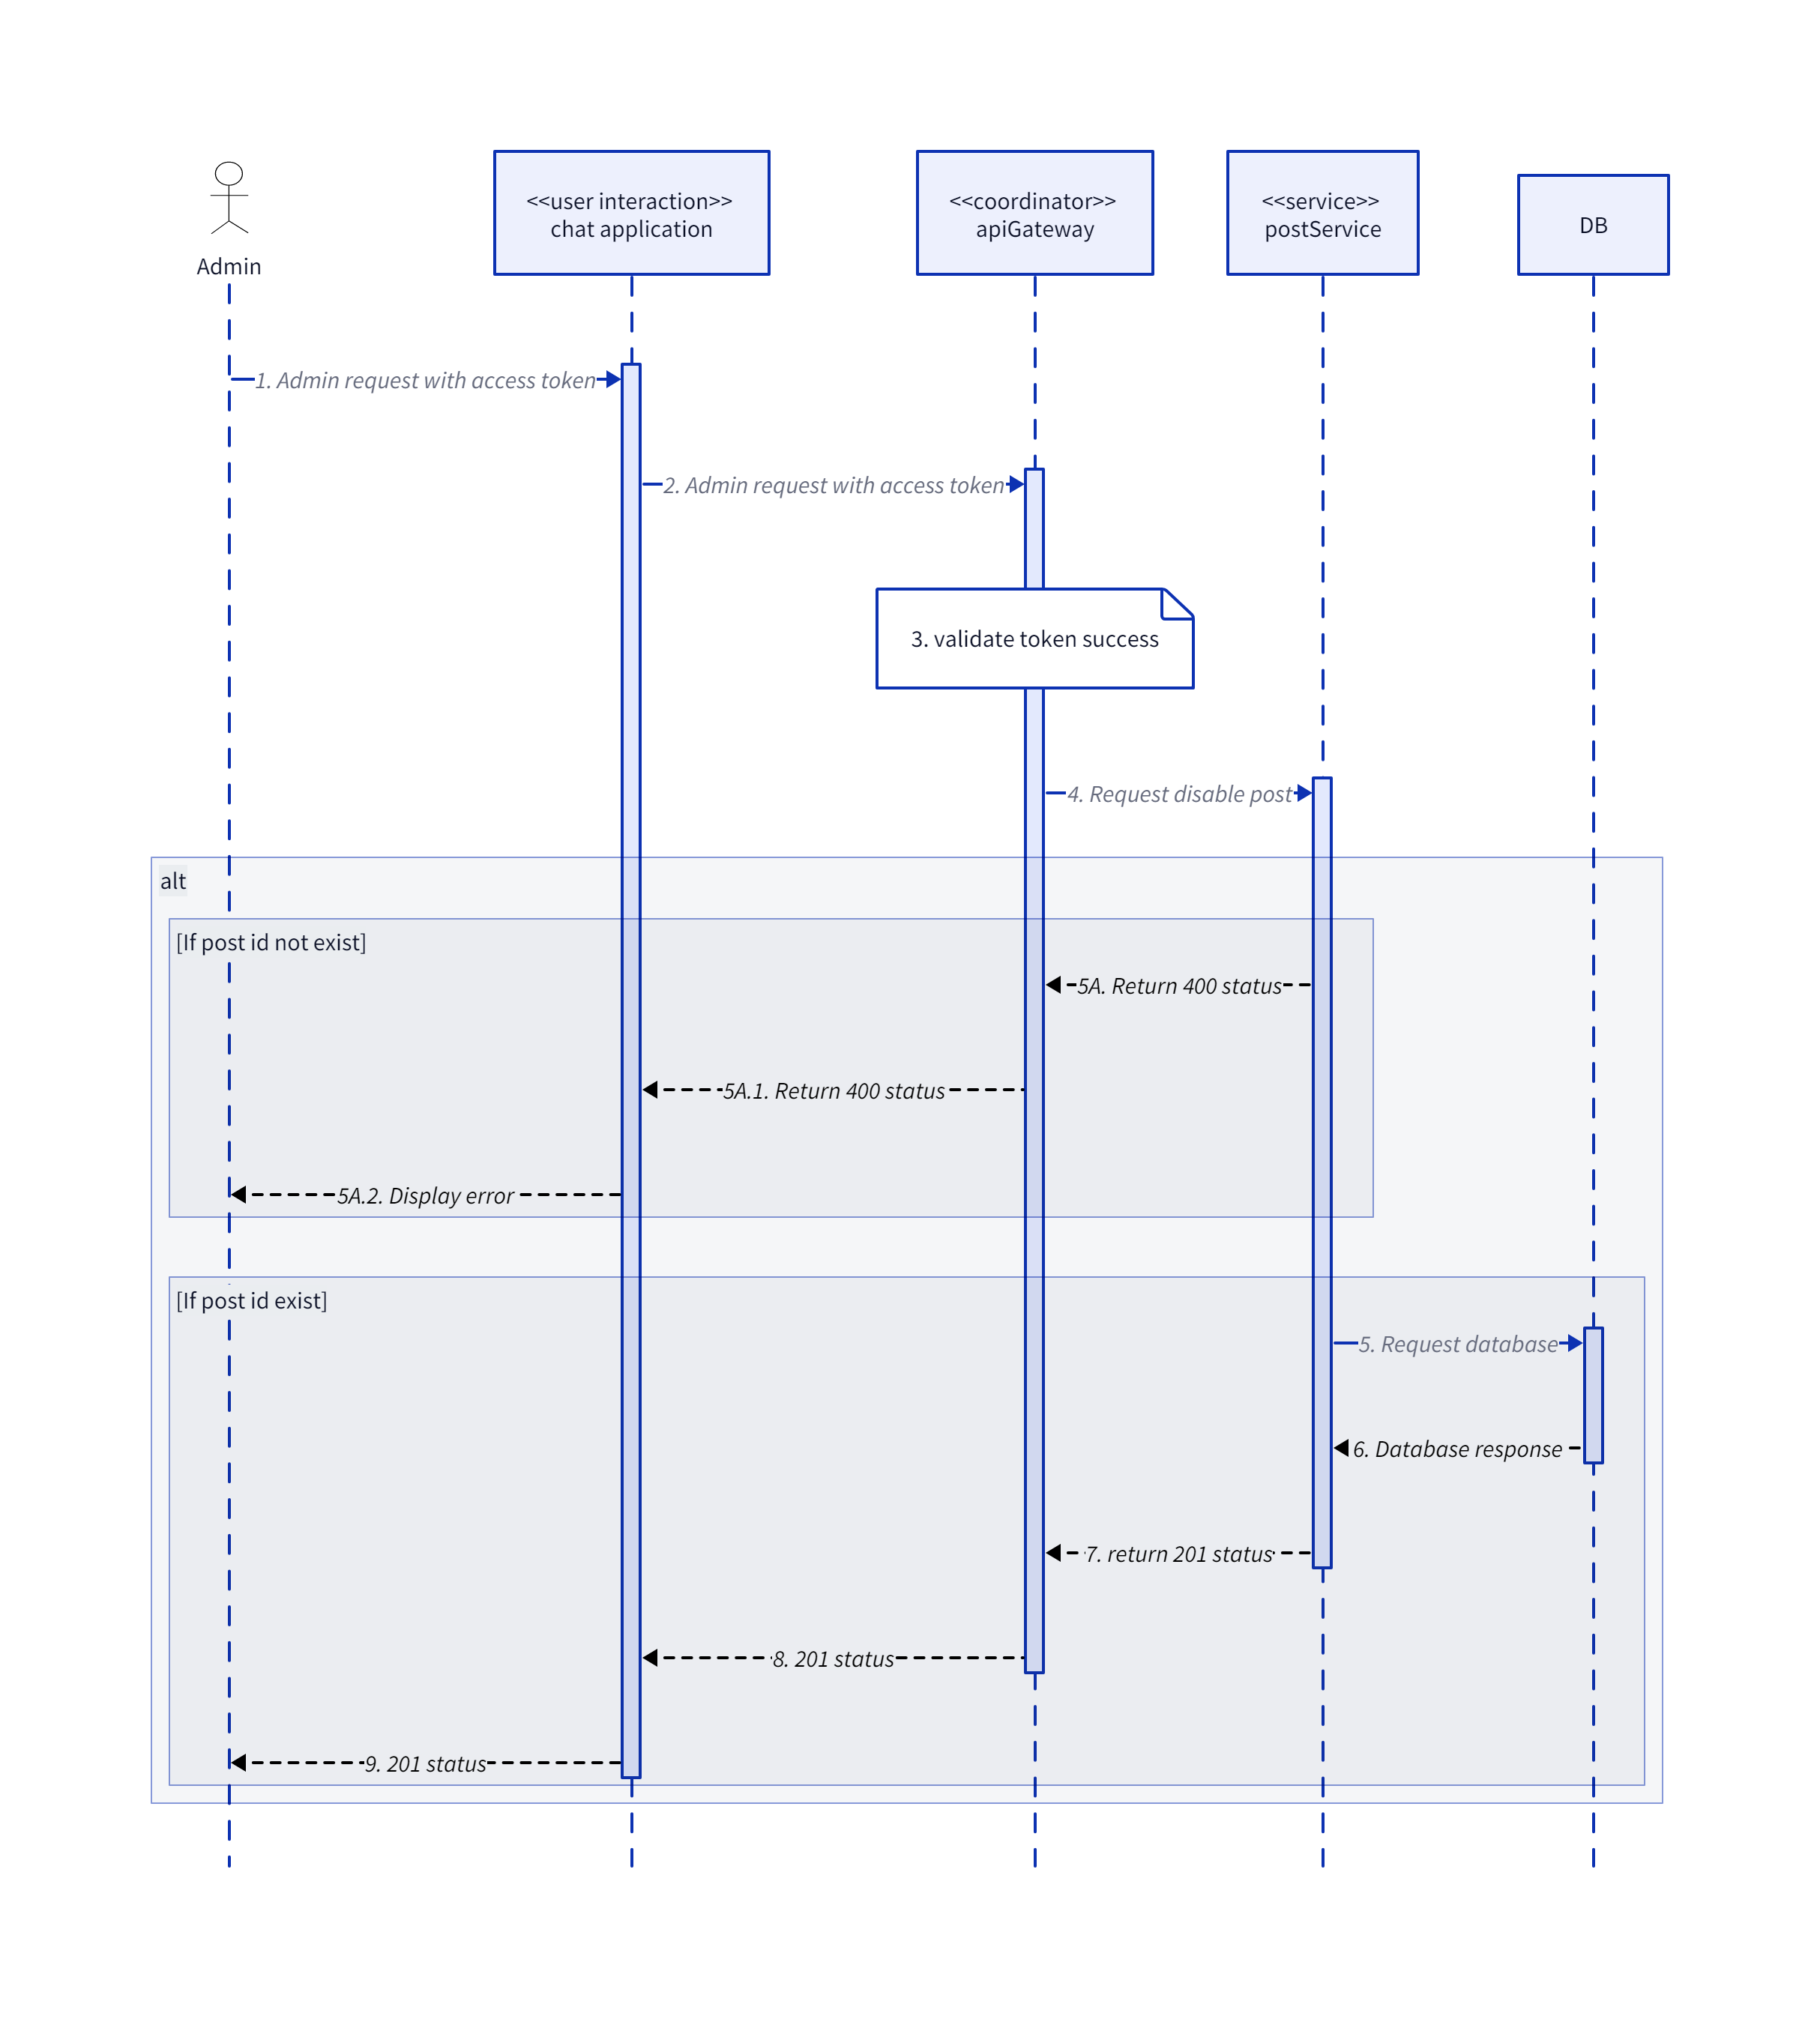 Admin
<<user interaction>>
chat application
<<coordinator>>
apiGateway
<<service>>
postService
DB
1. Admin request with access token
2. Admin request with access token
3. validate token success
4. Request disable post
alt
[If post id not exist]
5A. Return 400 status
5A.1. Return 400 status
5A.2. Display error
[If post id exist]
5. Request database
6. Database response
7. return 201 status
8. 201 status
9. 201 status